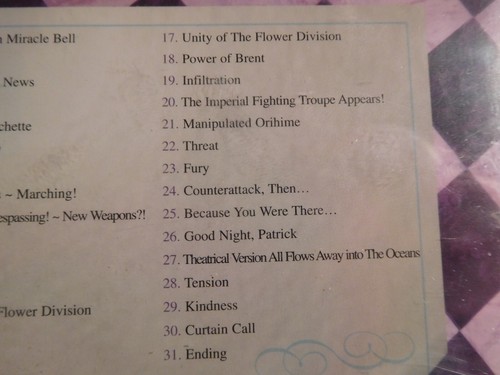 Miracle Bell
News
chette
~ Marching!
espassing! ~ New Weapons?!
Flower Division
17. Unity of The Flower Division
18. Power of Brent
19. Infiltration
20. The Imperial Fighting Troupe Appears!
21. Manipulated Orihime
22. Threat
23. Fury
24. Counterattack, Then...
25. Because You Were There...
26. Good Night, Patrick
27. Theatrical Version All Flows Away into The Oceans
28. Tension
29. Kindness
30. Curtain Call
31. Ending